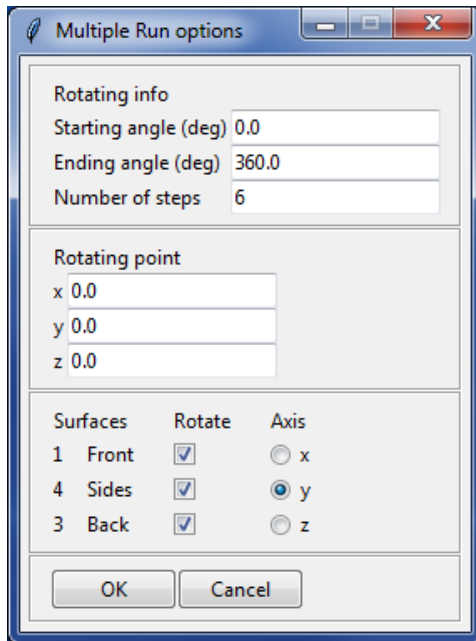 Multiple Run options
Rotating info
Starting angle (deg) 0.0
Ending angle (deg) 360.0
Number of steps 6
Rotating point
x 0.0
y 0.0
z 0.0
Surfaces Rotate Axis
1 Front x
4 Sides y
3 Back z
OK Cancel